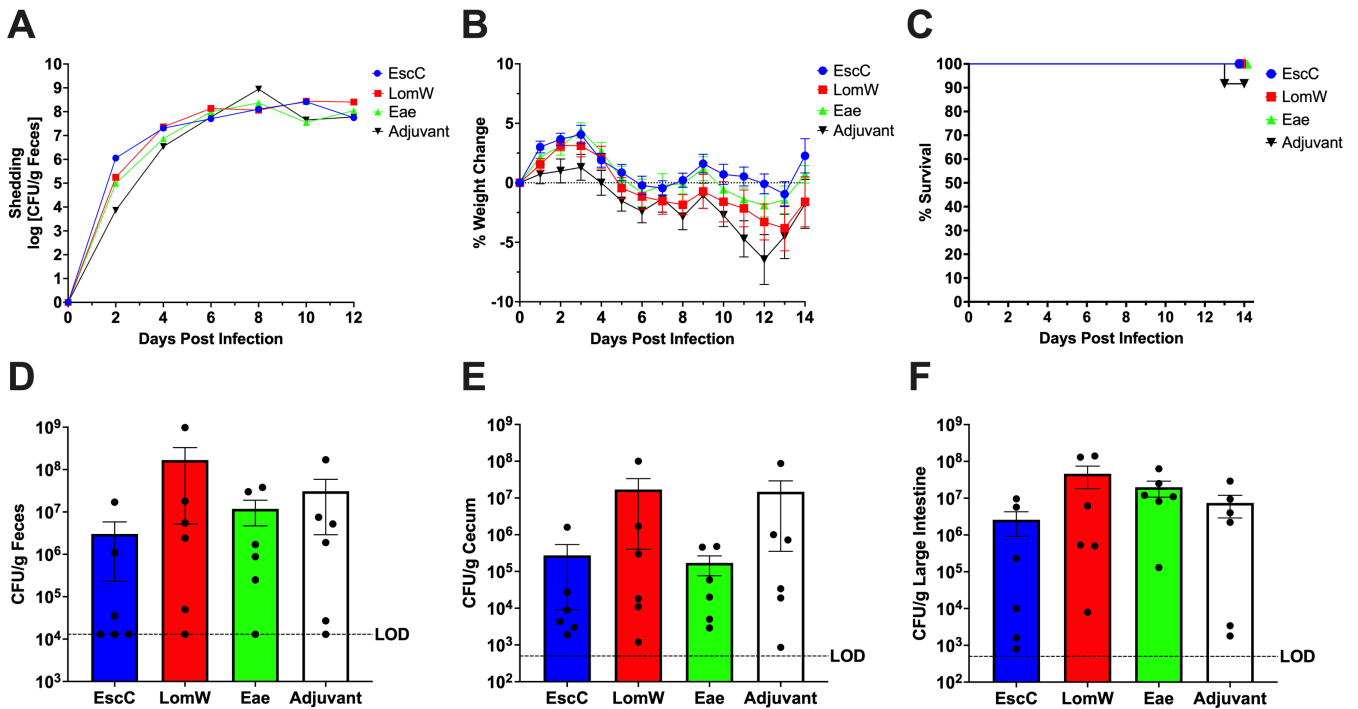 A
Shedding
log [CFU/g Feces]
10
9
8
7
6
5
4
3
2
1
0
0 2 4 6 8 10 12
Days Post Infection
EscC
LomW
Eae
Adjuvant
B
% Weight Change
10
5
0
-5
-10
0 2 4 6 8 10 12 14
Days Post Infection
EscC
LomW
Eae
Adjuvant
C
% Survival
100
90
80
70
60
50
40
30
20
10
0
0 2 4 6 8 10 12 14
Days Post Infection
EscC
LomW
Eae
Adjuvant
D
CFU/g Feces
10⁹
10⁸
10⁷
10⁶
10⁵
10⁴
10³
LOD
EscC LomW Eae Adjuvant
E
CFU/g Cecum
10⁹
10⁸
10⁷
10⁶
10⁵
10⁴
10³
10²
LOD
EscC LomW Eae Adjuvant
F
CFU/g Large Intestine
10⁹
10⁸
10⁷
10⁶
10⁵
10⁴
10³
10²
LOD
EscC LomW Eae Adjuvant